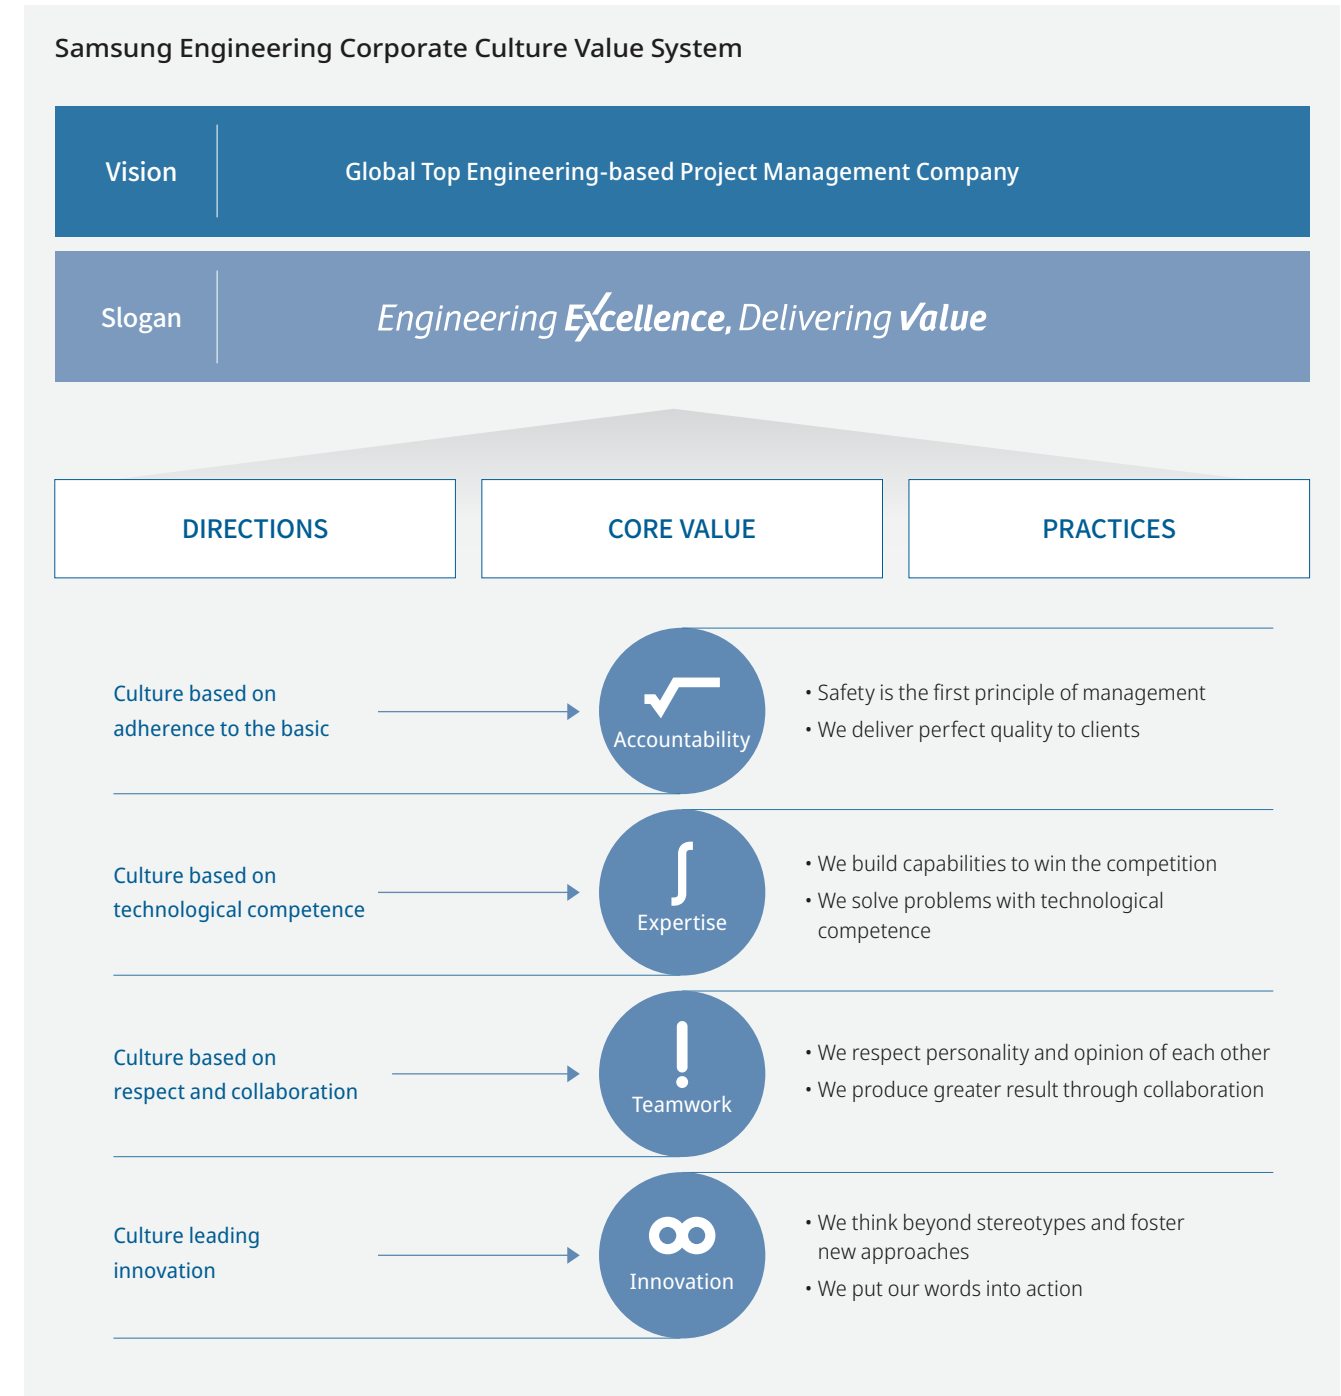 Samsung Engineering Corporate Culture Value System
Vision
Global Top Engineering-based Project Management Company
Slogan
Engineering Excellence, Delivering Value
DIRECTIONS
CORE VALUE
PRACTICES
Culture based on
adherence to the basic
Accountability
• Safety is the first principle of management
• We deliver perfect quality to clients
Culture based on
technological competence
Expertise
• We build capabilities to win the competition
• We solve problems with technological
competence
Culture based on
respect and collaboration
Teamwork
• We respect personality and opinion of each other
• We produce greater result through collaboration
Culture leading
innovation
Innovation
• We think beyond stereotypes and foster
new approaches
• We put our words into action